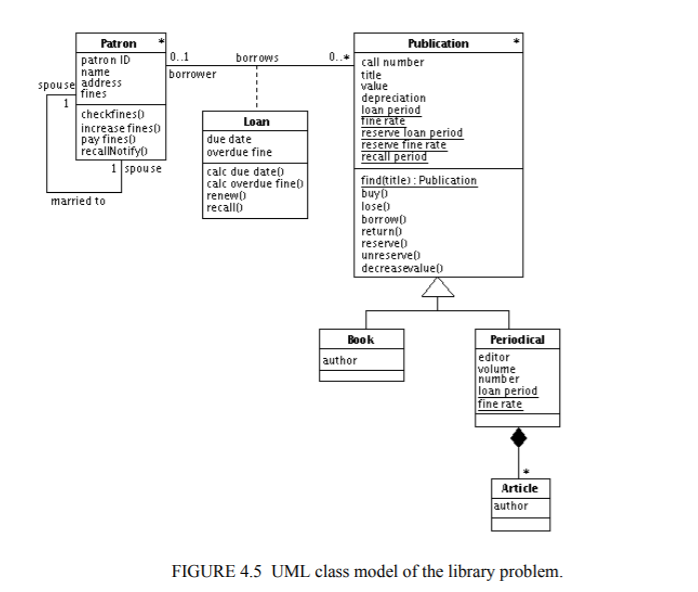 Patron *
patron ID
name
address
fines
checkfines()
increase fines()
pay fines()
recallNotify()
spouse
1
1 spouse
married to
0..1 borrows 0..*
borrower
Loan
due date
overdue fine
calc due date()
calc overdue fine()
renew()
recall()
Publication *
call number
title
value
depreciation
loan period
fine rate
reserve loan period
reserve fine rate
recall period
find(title) : Publication
buy()
lose()
borrow()
return()
reserve()
unreserve()
decreasevalue()
Book
author
Periodical
editor
volume
number
loan period
fine rate
*
Article
author
FIGURE 4.5 UML class model of the library problem.